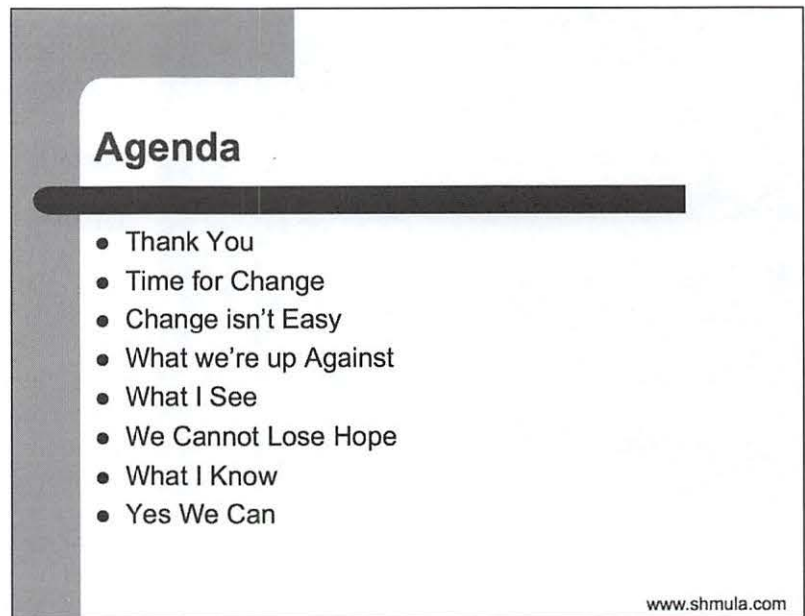 Agenda
• Thank You
• Time for Change
• Change isn't Easy
• What we're up Against
• What I See
• We Cannot Lose Hope
• What I Know
• Yes We Can
www.shmula.com